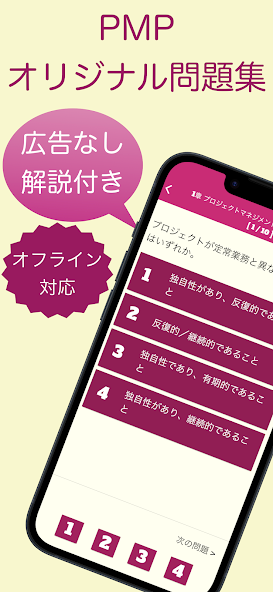 PMP
オリジナル問題集
広告なし
解説付き
オフライン
対応
1章 プロジェクトマネジメン
[1/10
プロジェクトが定常業務と異な
はいずれか。
1 独自性があり、反復的であ
と
2 反復的／継続的であること
3 独自性であり、有期的であるこ
と
4 独自性があり、継続的であるこ
と
次の問題 >
1 2 3 4